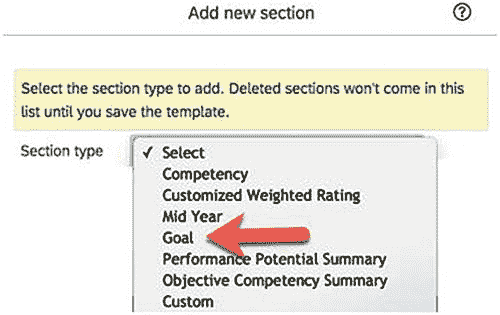 Add new section
Select the section type to add. Deleted sections won't come in this
list until you save the template.
Section type
✓ Select
Competency
Customized Weighted Rating
Mid Year
Goal
Performance Potential Summary
Objective Competency Summary
Custom